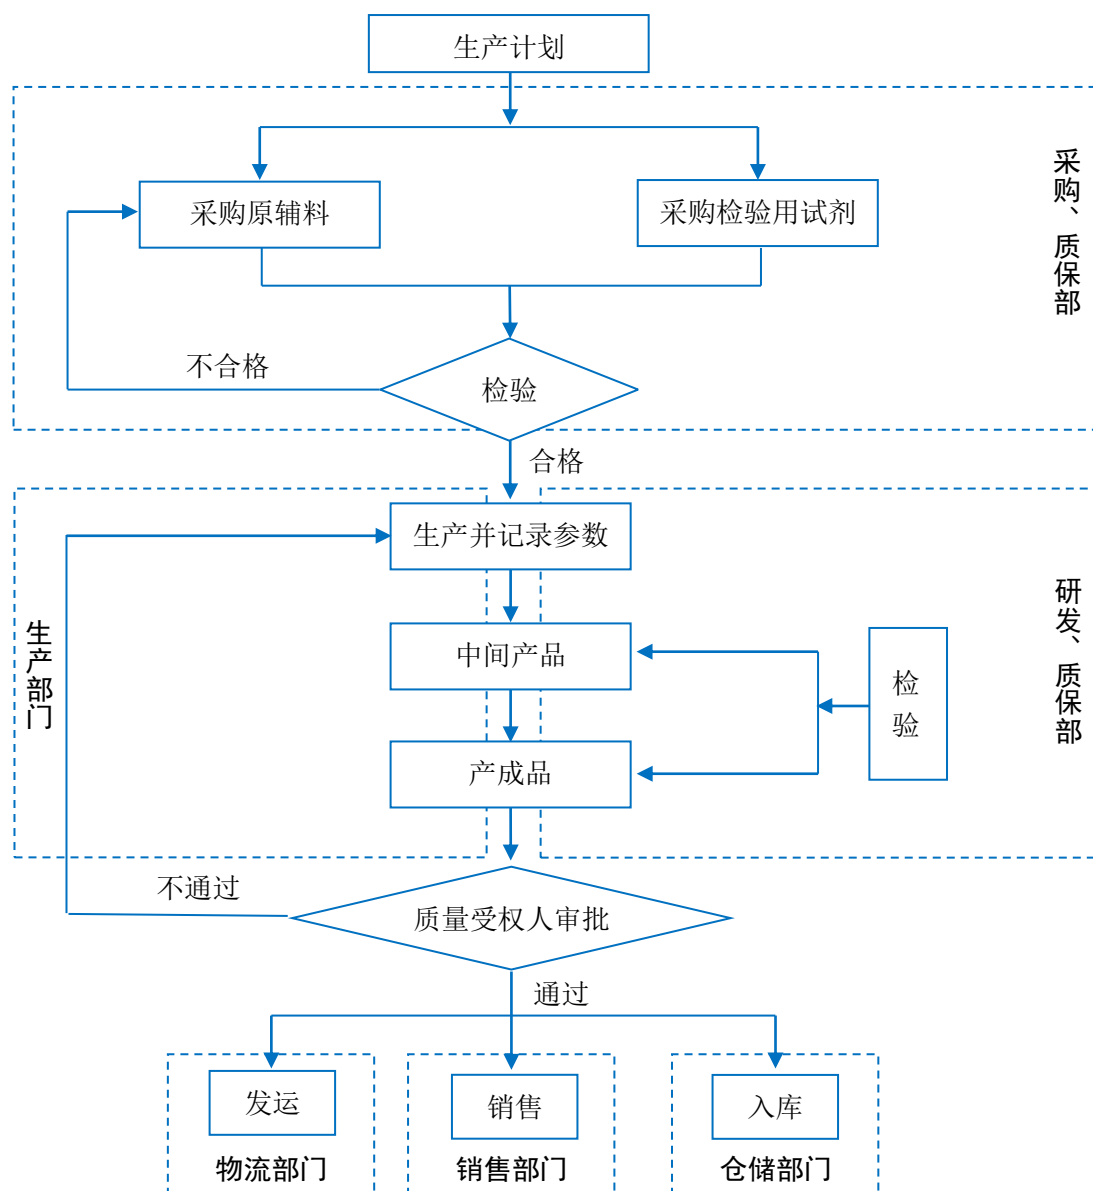 生产计划
采购、质保部
采购原辅料
采购检验用试剂
不合格
检验
合格
生产并记录参数
生产部门
研发、质保部
中间产品
检验
产成品
不通过
质量受权人审批
通过
发运
销售
入库
物流部门
销售部门
仓储部门